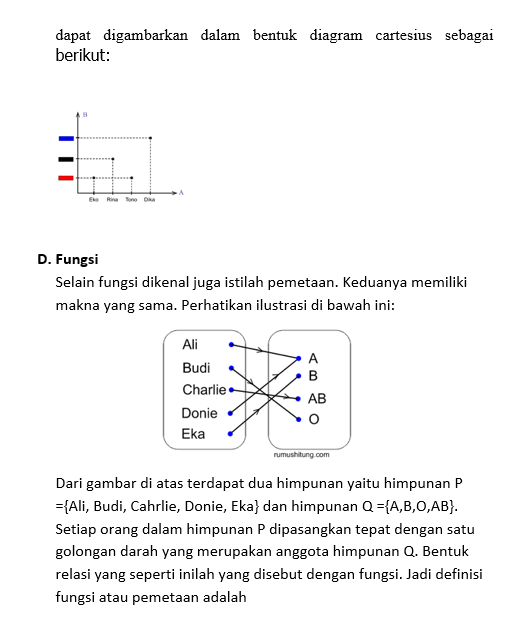 dapat digambarkan dalam bentuk diagram cartesius sebagai
berikut:
B
A
Eko Rina Tono Dika
D. Fungsi
Selain fungsi dikenal juga istilah pemetaan. Keduanya memiliki
makna yang sama. Perhatikan ilustrasi di bawah ini:
Ali
Budi
Charlie
Donie
Eka
A
B
AB
O
rumushitung.com
Dari gambar di atas terdapat dua himpunan yaitu himpunan P
={Ali, Budi, Cahrlie, Donie, Eka} dan himpunan Q ={A,B,O,AB}.
Setiap orang dalam himpunan P dipasangkan tepat dengan satu
golongan darah yang merupakan anggota himpunan Q. Bentuk
relasi yang seperti inilah yang disebut dengan fungsi. Jadi definisi
fungsi atau pemetaan adalah